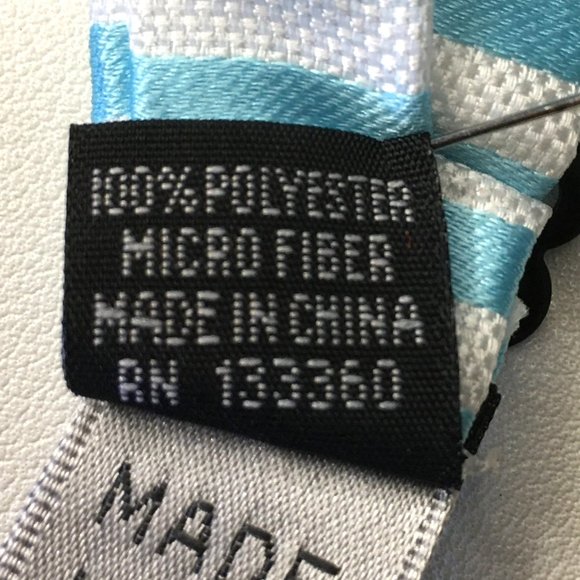 100% POLYESTER
MICRO FIBER
MADE IN CHINA
RN 133360
MADE